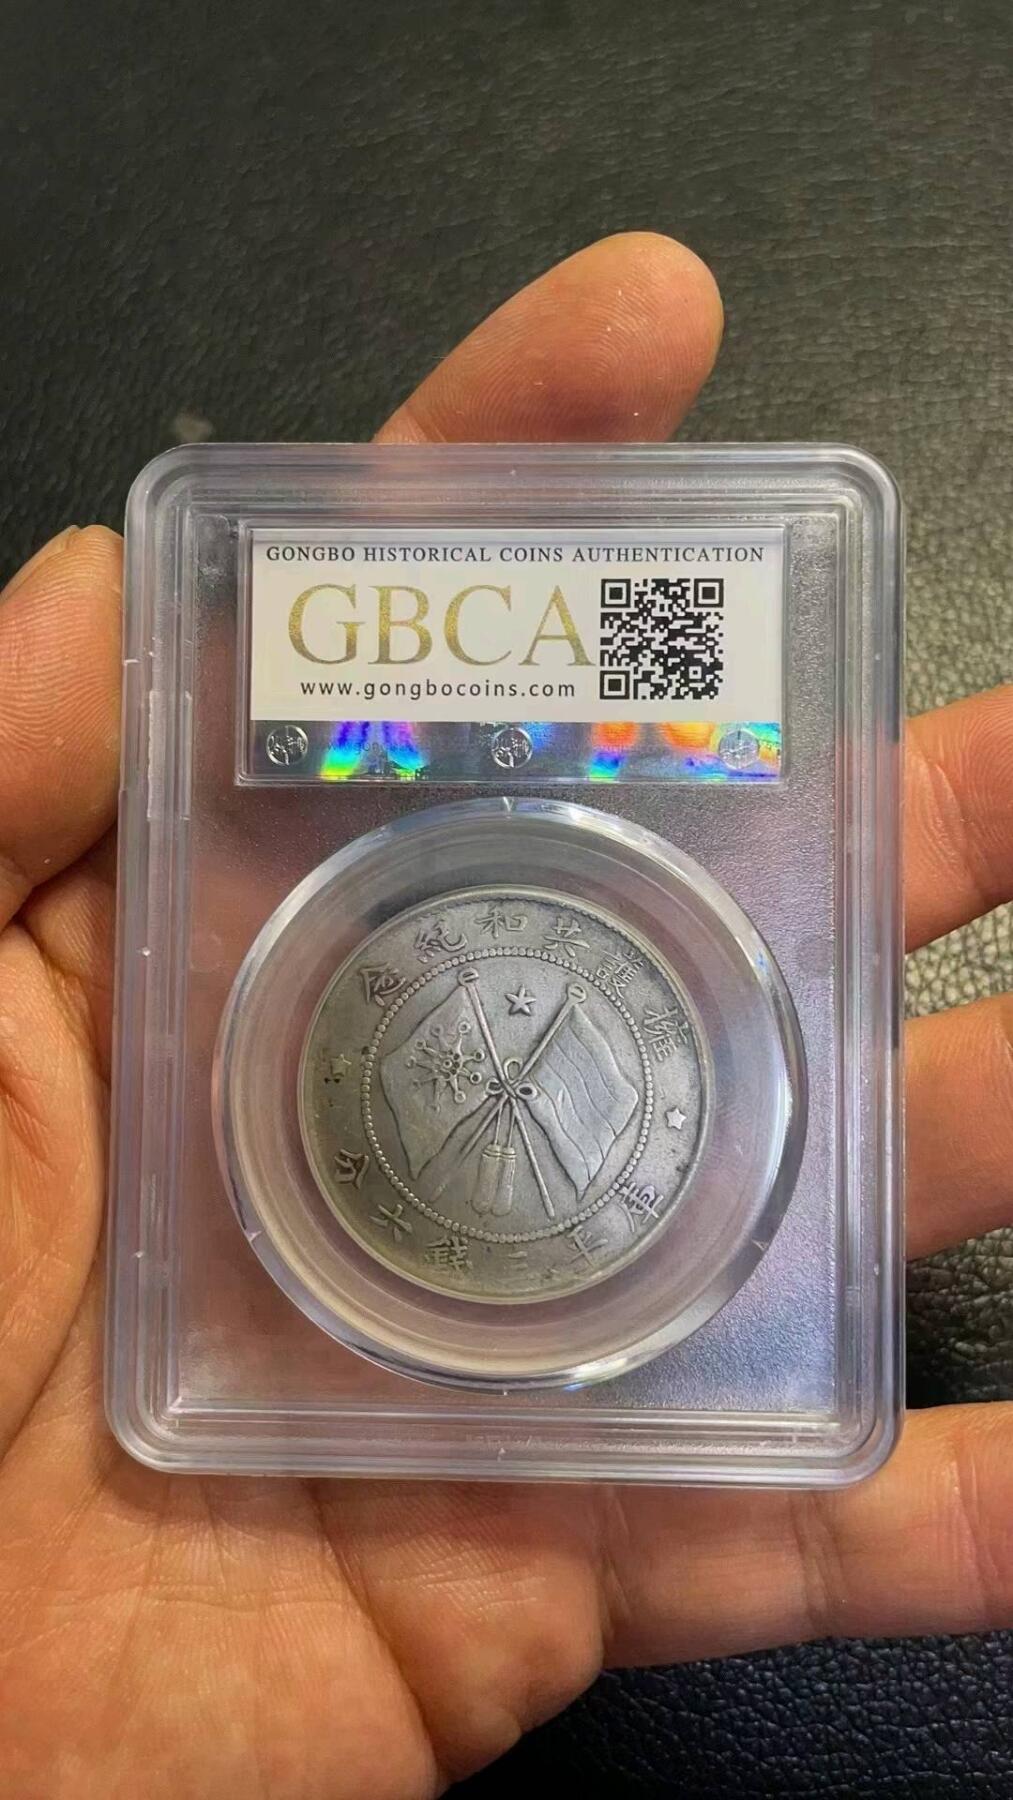 GONGBO HISTORICAL COINS AUTHENTICATION
GBCA
www.gongbocoins.com
擁護共和紀念
庫平三錢六分